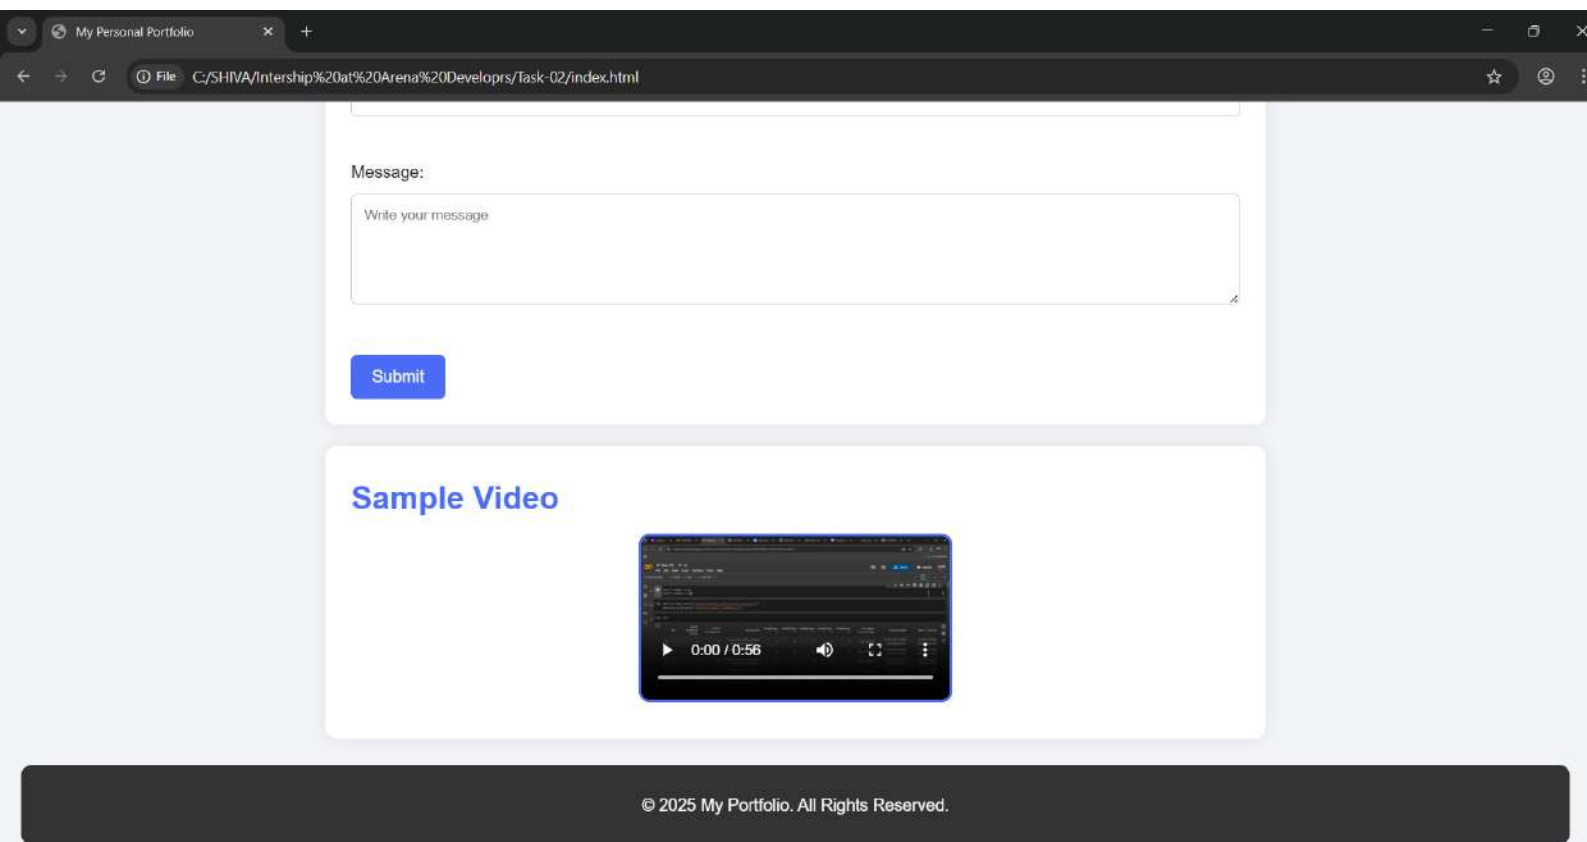 My Personal Portfolio
File C:/SHIVA/Intership%20at%20Arena%20Developrs/Task-02/index.html
Message:
Write your message
Submit
Sample Video
0:00 / 0:56
© 2025 My Portfolio. All Rights Reserved.